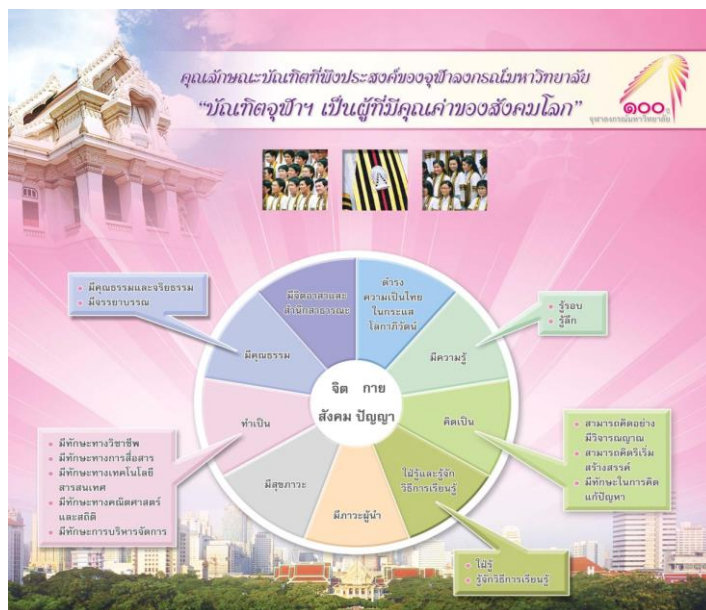 คุณลักษณะบัณฑิตที่พึงประสงค์ของจุฬาลงกรณ์มหาวิทยาลัย
“บัณฑิตจุฬาฯ เป็นผู้ที่มีคุณค่าของสังคมโลก”
๑๐๐ ปี
จุฬาลงกรณ์มหาวิทยาลัย
มีคุณธรรมและจริยธรรม
มีจรรยาบรรณ
มีจิตอาสาและ
สำนึกสาธารณะ
ดำรง
ความเป็นไทย
ในกระแส
โลกาภิวัตน์
รู้รอบ
รู้ลึก
มีคุณธรรม
มีความรู้
จิต กาย
สังคม ปัญญา
ทำเป็น
คิดเป็น
สามารถคิดอย่าง
มีวิจารณญาณ
สามารถคิดริเริ่ม
สร้างสรรค์
มีทักษะในการคิด
แก้ปัญหา
มีทักษะทางวิชาชีพ
มีทักษะทางการสื่อสาร
มีทักษะทางเทคโนโลยี
สารสนเทศ
มีทักษะทางคณิตศาสตร์
และสถิติ
มีทักษะการบริหารจัดการ
มีสุขภาวะ
มีภาวะผู้นำ
ใฝ่รู้และรู้จัก
วิธีการเรียนรู้
ใฝ่รู้
รู้จักวิธีการเรียนรู้